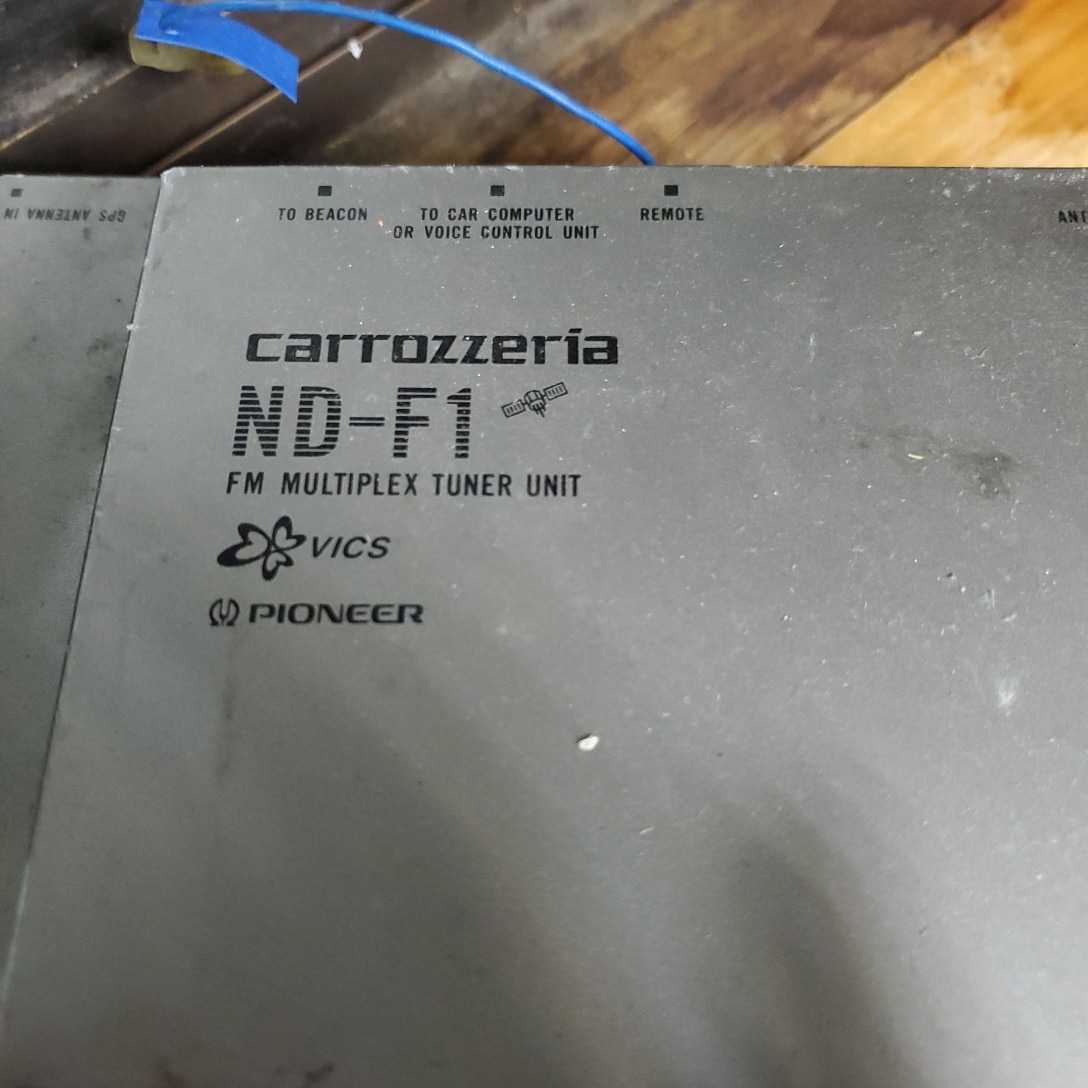 GPS ANTENNA IN
TO BEACON
TO CAR COMPUTER
OR VOICE CONTROL UNIT
REMOTE
carrozzeria
ND-F1
FM MULTIPLEX TUNER UNIT
VICS
PIONEER